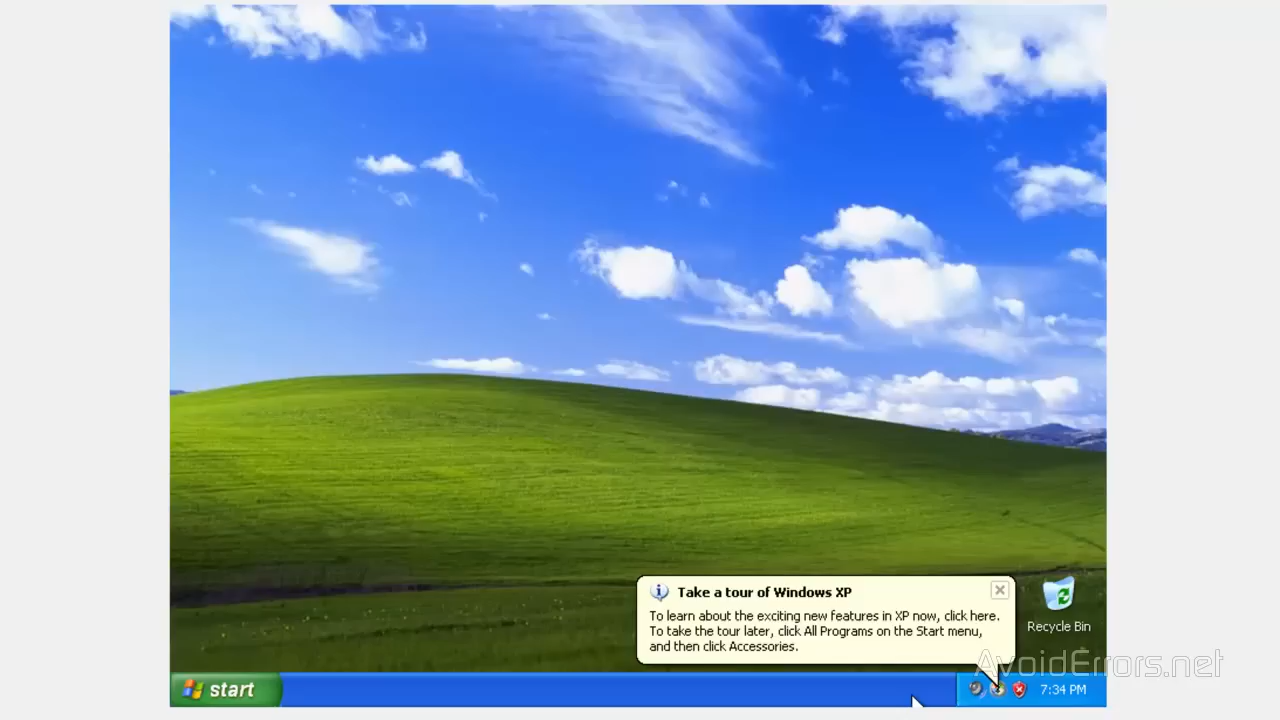 Take a tour of Windows XP
To learn about the exciting new features in XP now, click here.
To take the tour later, click All Programs on the Start menu,
and then click Accessories.
Recycle Bin
AvoidErrors.net
start
7:34 PM